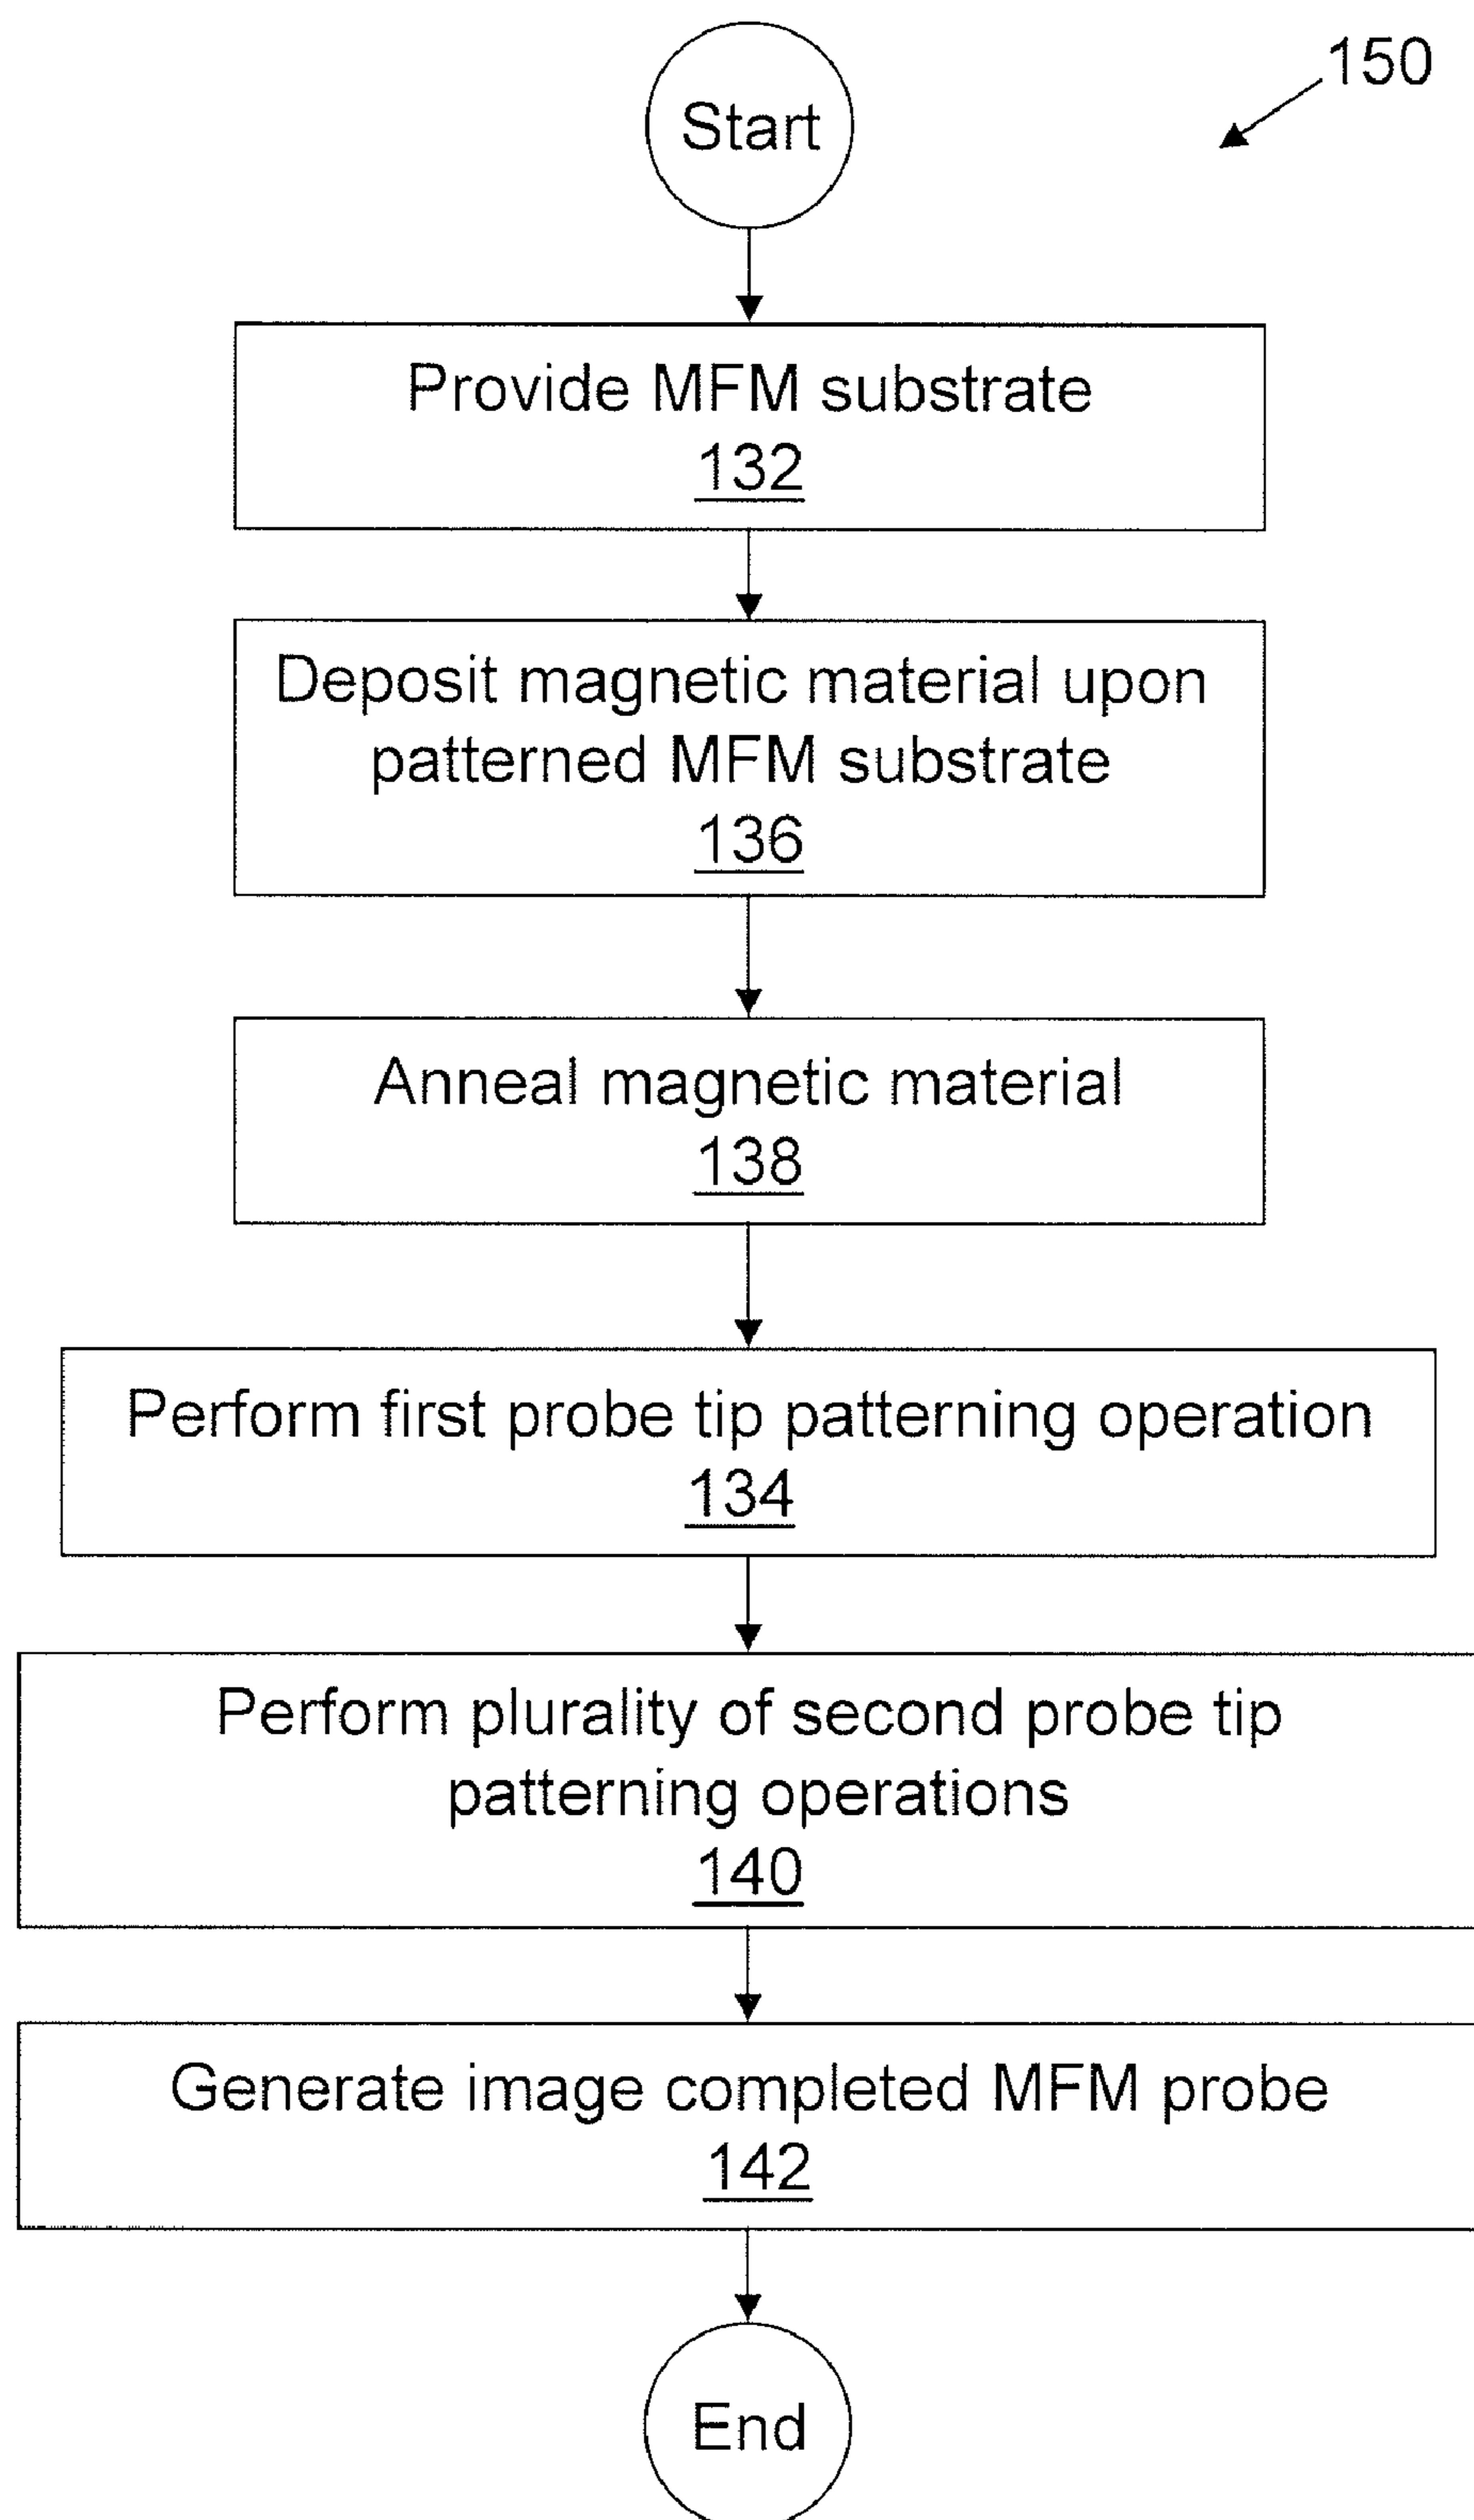 150
Start
Provide MFM substrate
132
Deposit magnetic material upon
patterned MFM substrate
136
Anneal magnetic material
138
Perform first probe tip patterning operation
134
Perform plurality of second probe tip
patterning operations
140
Generate image completed MFM probe
142
End